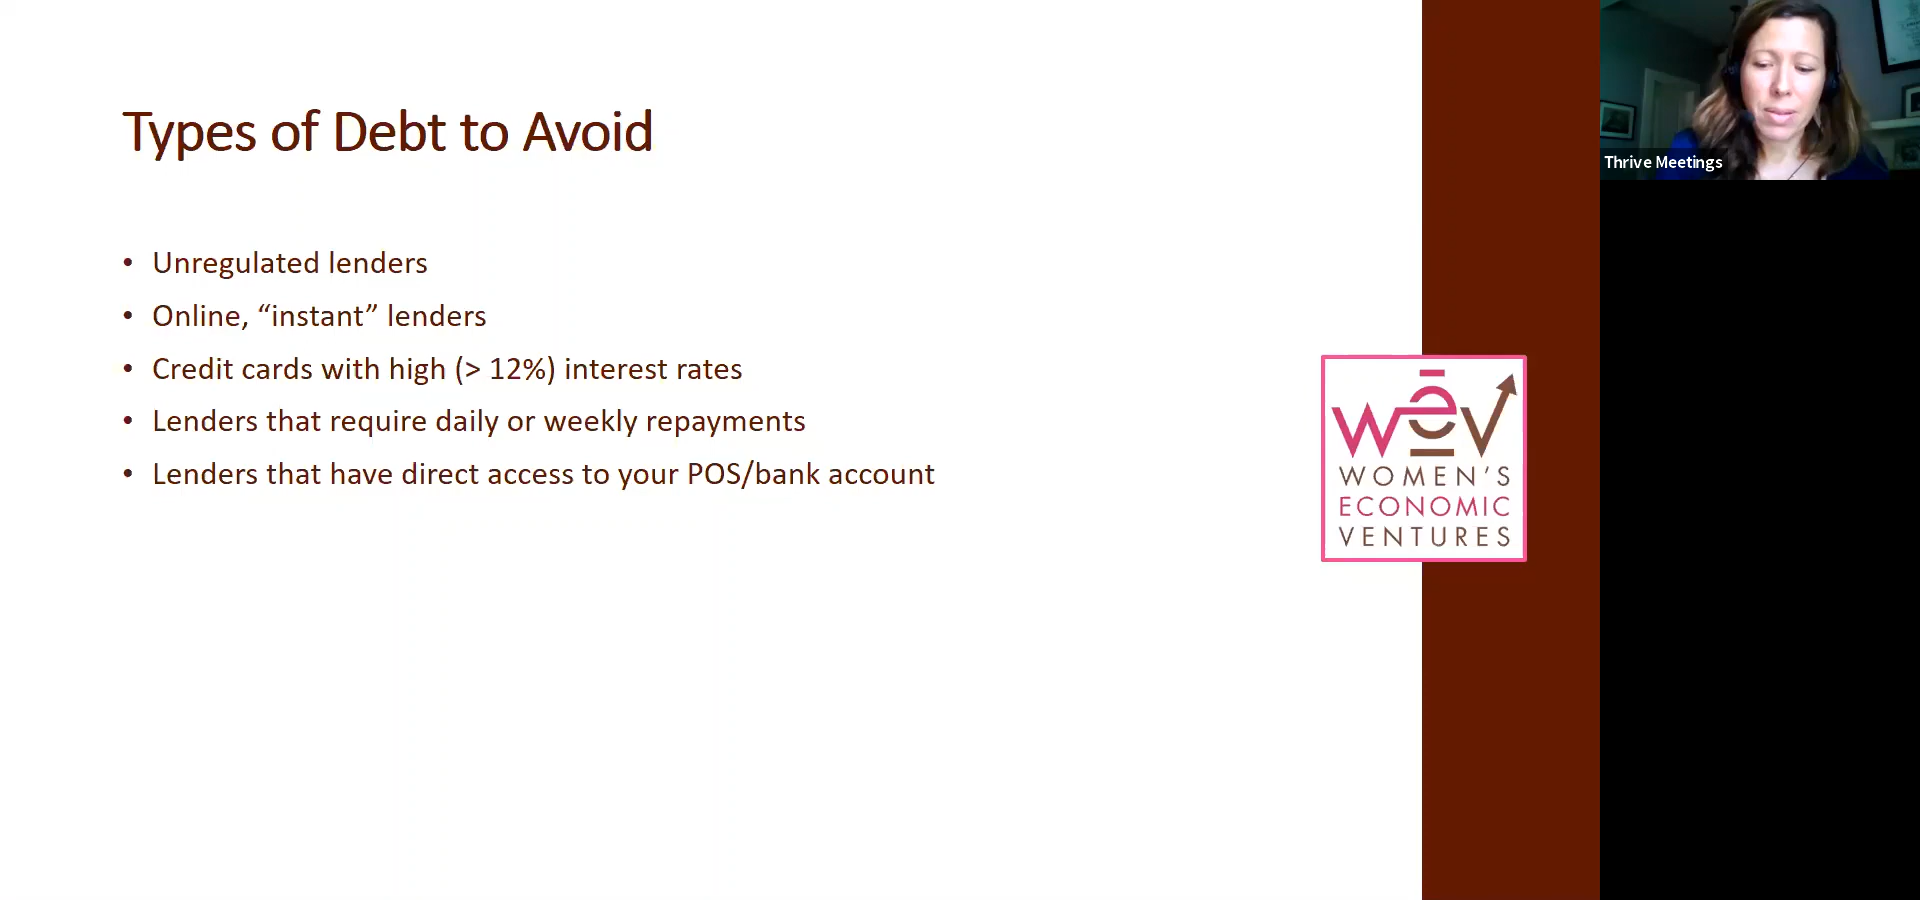 Types of Debt to Avoid
• Unregulated lenders
• Online, “instant” lenders
• Credit cards with high (> 12%) interest rates
• Lenders that require daily or weekly repayments
• Lenders that have direct access to your POS/bank account
wev
WOMEN’S
ECONOMIC
VENTURES
Thrive Meetings